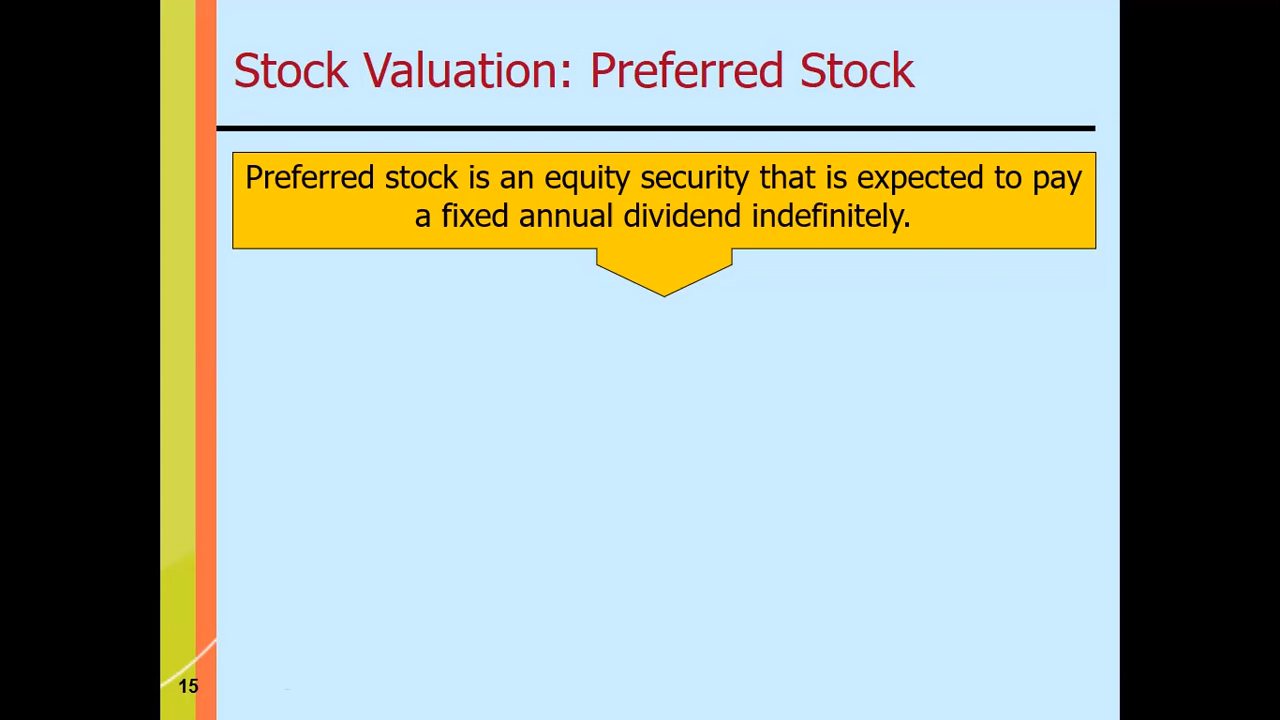 Stock Valuation: Preferred Stock
Preferred stock is an equity security that is expected to pay
a fixed annual dividend indefinitely.
15